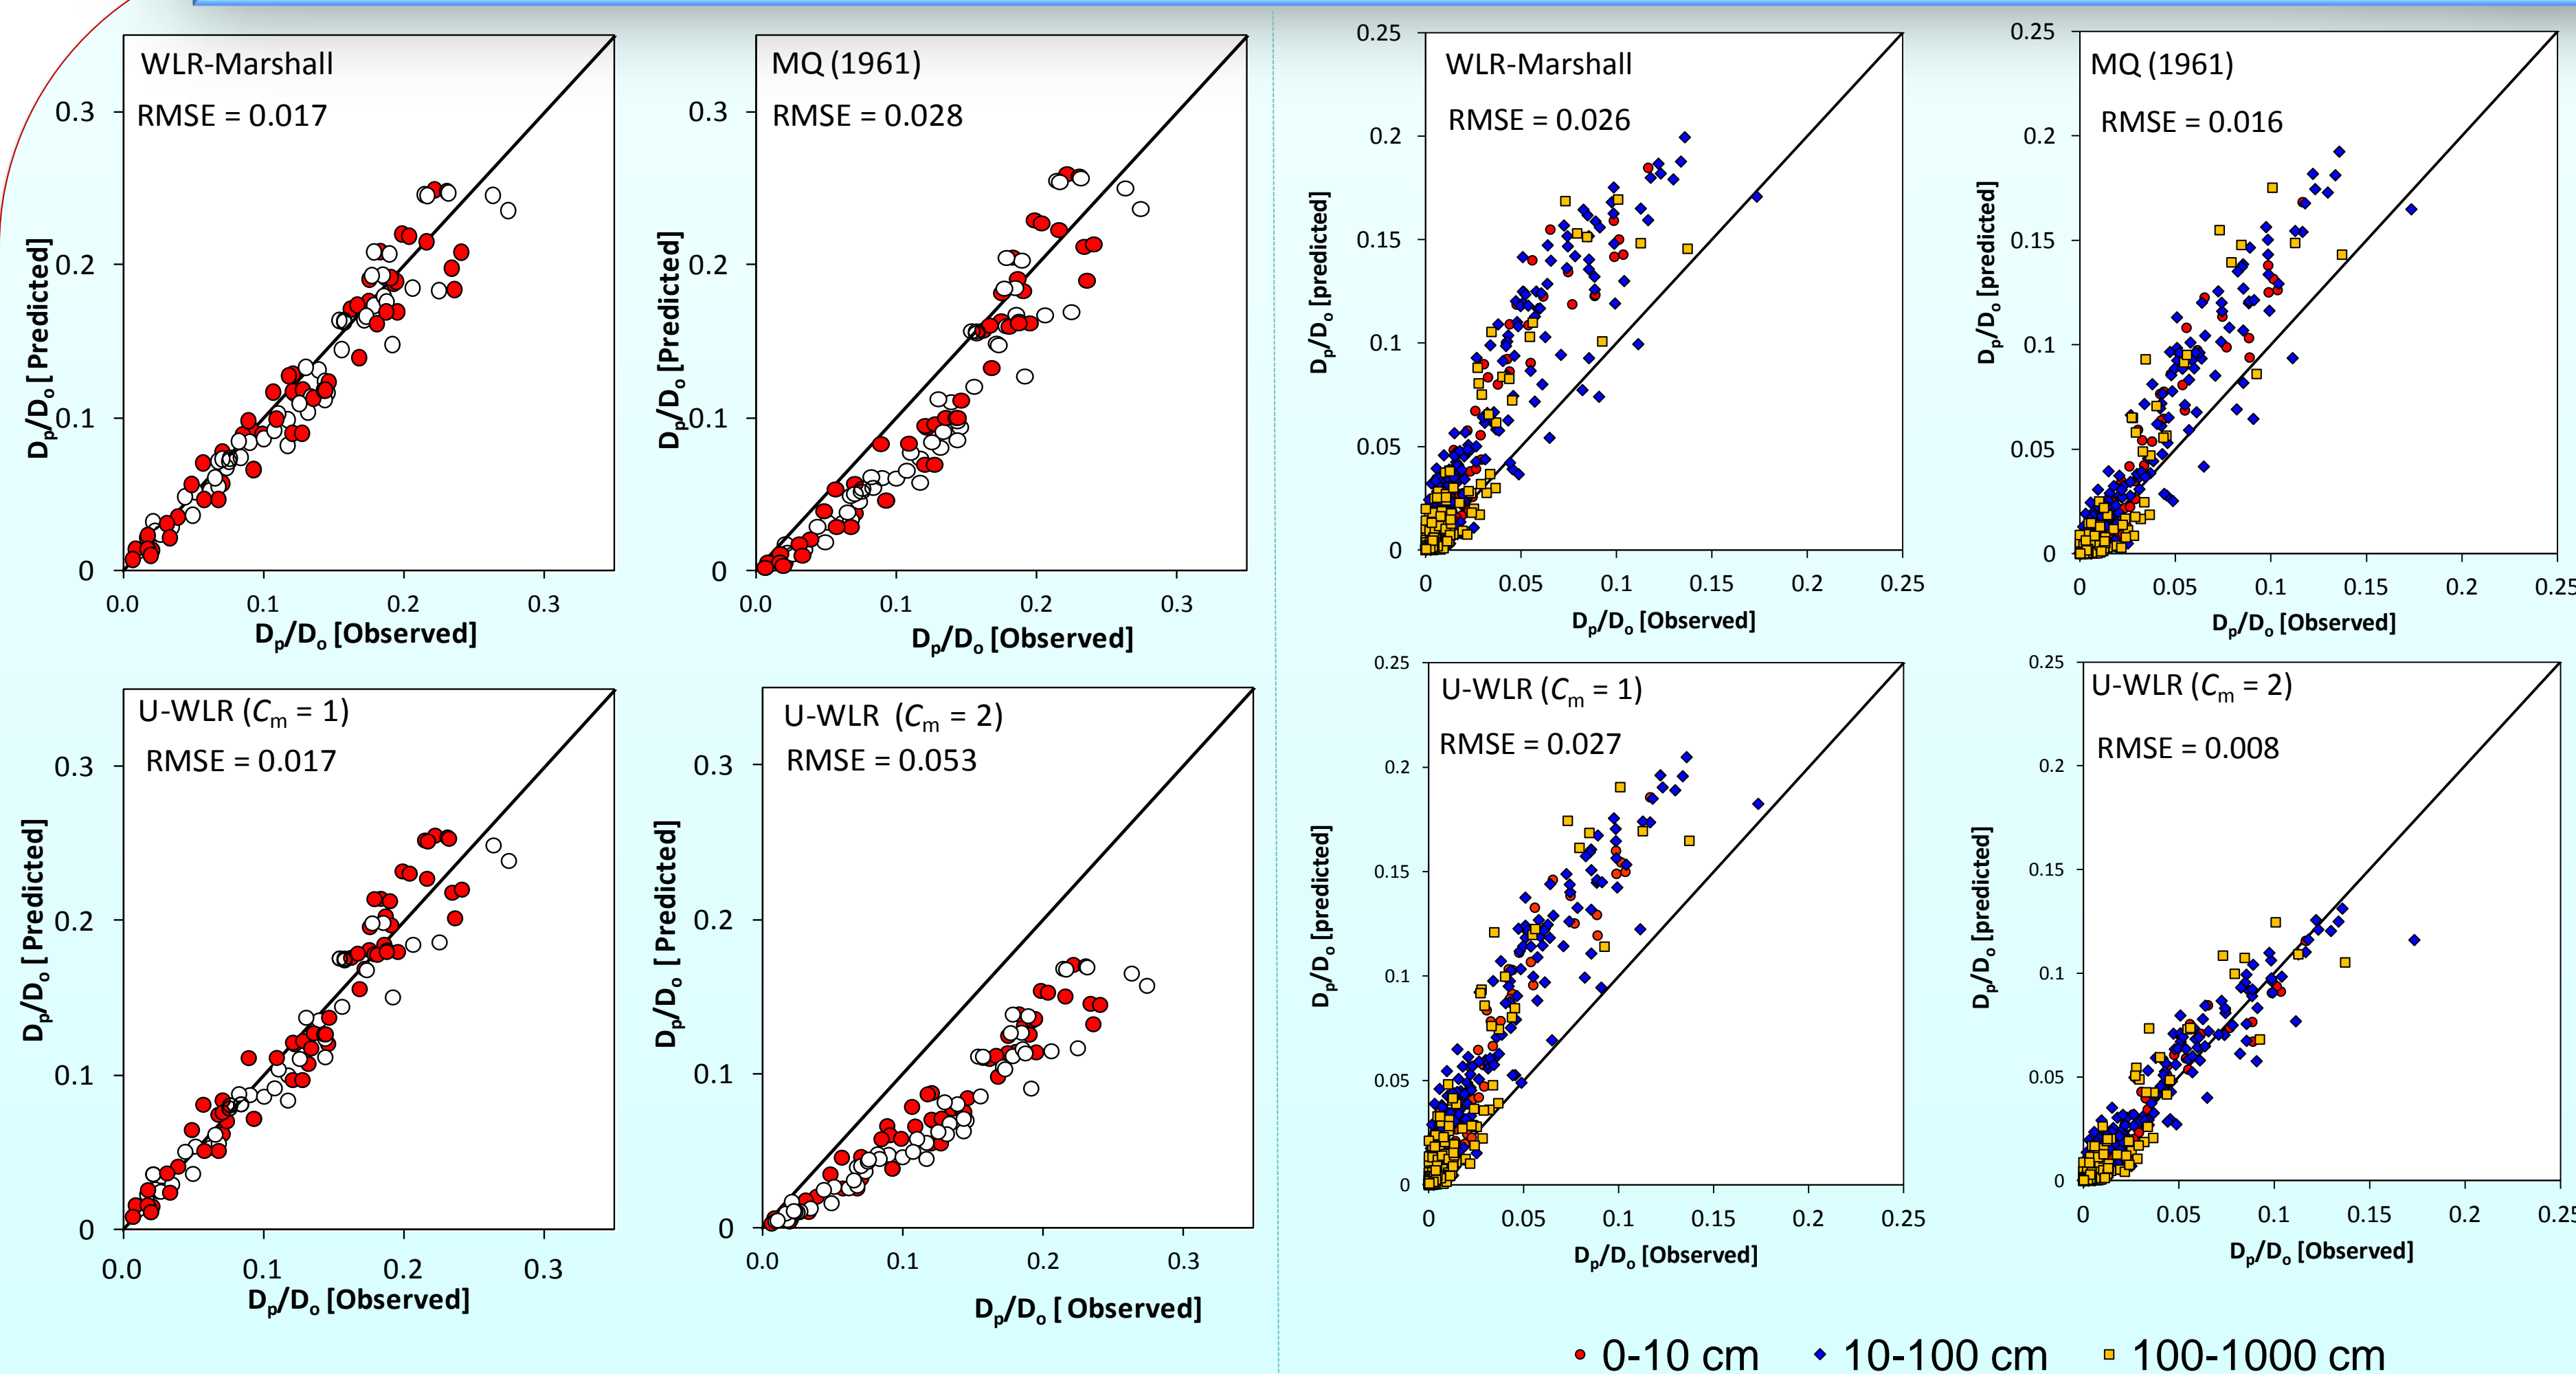 WLR-Marshall
RMSE = 0.017
0.3
0.2
0.1
0
0.0 0.1 0.2 0.3
Dp/Do [ Predicted]
Dp/Do [Observed]
MQ (1961)
RMSE = 0.028
0.3
0.2
0.1
0
0.0 0.1 0.2 0.3
Dp/Do [Predicted]
Dp/Do [Observed]
WLR-Marshall
RMSE = 0.026
0.25
0.2
0.15
0.1
0.05
0
0 0.05 0.1 0.15 0.2 0.25
Dp/Do [predicted]
Dp/Do [Observed]
MQ (1961)
RMSE = 0.016
0.25
0.2
0.15
0.1
0.05
0
0 0.05 0.1 0.15 0.2 0.25
Dp/Do [predicted]
Dp/Do [Observed]
U-WLR (Cm = 1)
RMSE = 0.017
0.3
0.2
0.1
0
0.0 0.1 0.2 0.3
Dp/Do [ Predicted]
Dp/Do [Observed]
U-WLR (Cm = 2)
RMSE = 0.053
0.3
0.2
0.1
0
0.0 0.1 0.2 0.3
Dp/Do [ Predicted]
Dp/Do [ Observed]
U-WLR (Cm = 1)
RMSE = 0.027
0.25
0.2
0.15
0.1
0.05
0
0 0.05 0.1 0.15 0.2 0.25
Dp/Do [predicted]
Dp/Do [Observed]
U-WLR (Cm = 2)
RMSE = 0.008
0.25
0.2
0.15
0.1
0.05
0
0 0.05 0.1 0.15 0.2 0.25
Dp/Do [predicted]
Dp/Do [Observed]
0-10 cm 10-100 cm 100-1000 cm